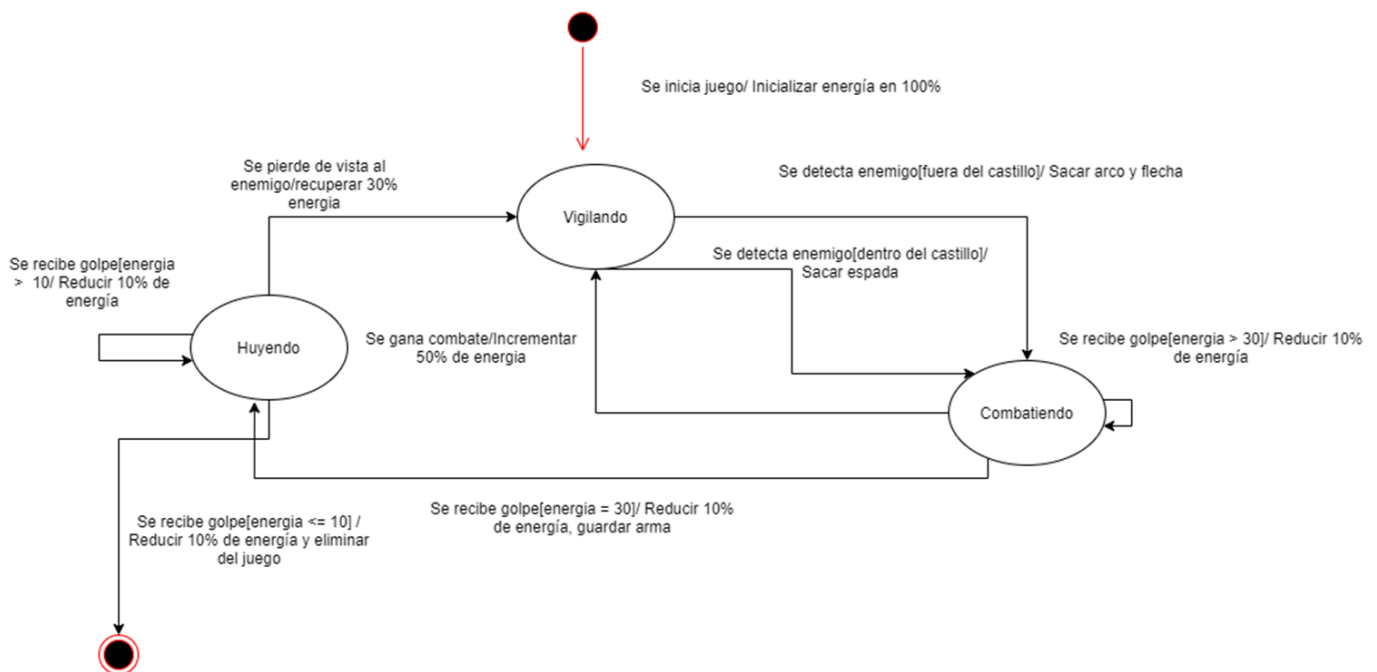 Se inicia juego/ Inicializar energía en 100%
Se pierde de vista al
enemigo/recuperar 30%
energia
Se detecta enemigo[fuera del castillo]/ Sacar arco y flecha
Vigilando
Se detecta enemigo[dentro del castillo]/
Sacar espada
Se recibe golpe[energia
> 10/ Reducir 10% de
energía
Huyendo
Se gana combate/Incrementar
50% de energia
Se recibe golpe[energia > 30]/ Reducir 10%
de energía
Combatiendo
Se recibe golpe[energia = 30]/ Reducir 10%
de energía, guardar arma
Se recibe golpe[energia <= 10] /
Reducir 10% de energía y eliminar
del juego